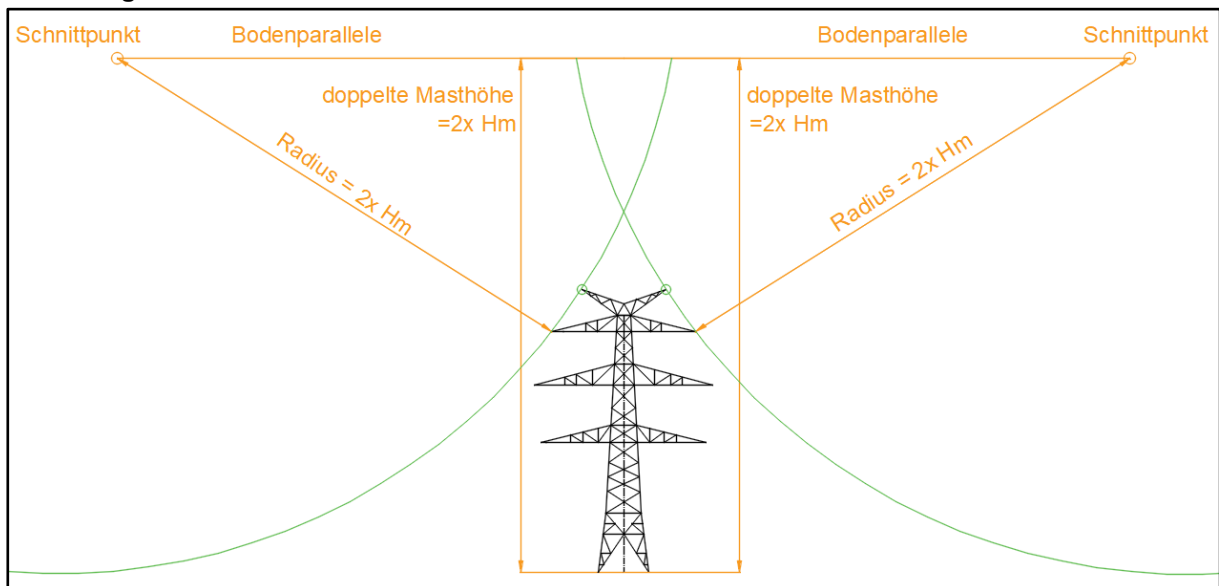 Schnittpunkt Bodenparallele Bodenparallele Schnittpunkt
doppelte Masthöhe
=2x Hm
doppelte Masthöhe
=2x Hm
Radius = 2x Hm
Radius = 2x Hm